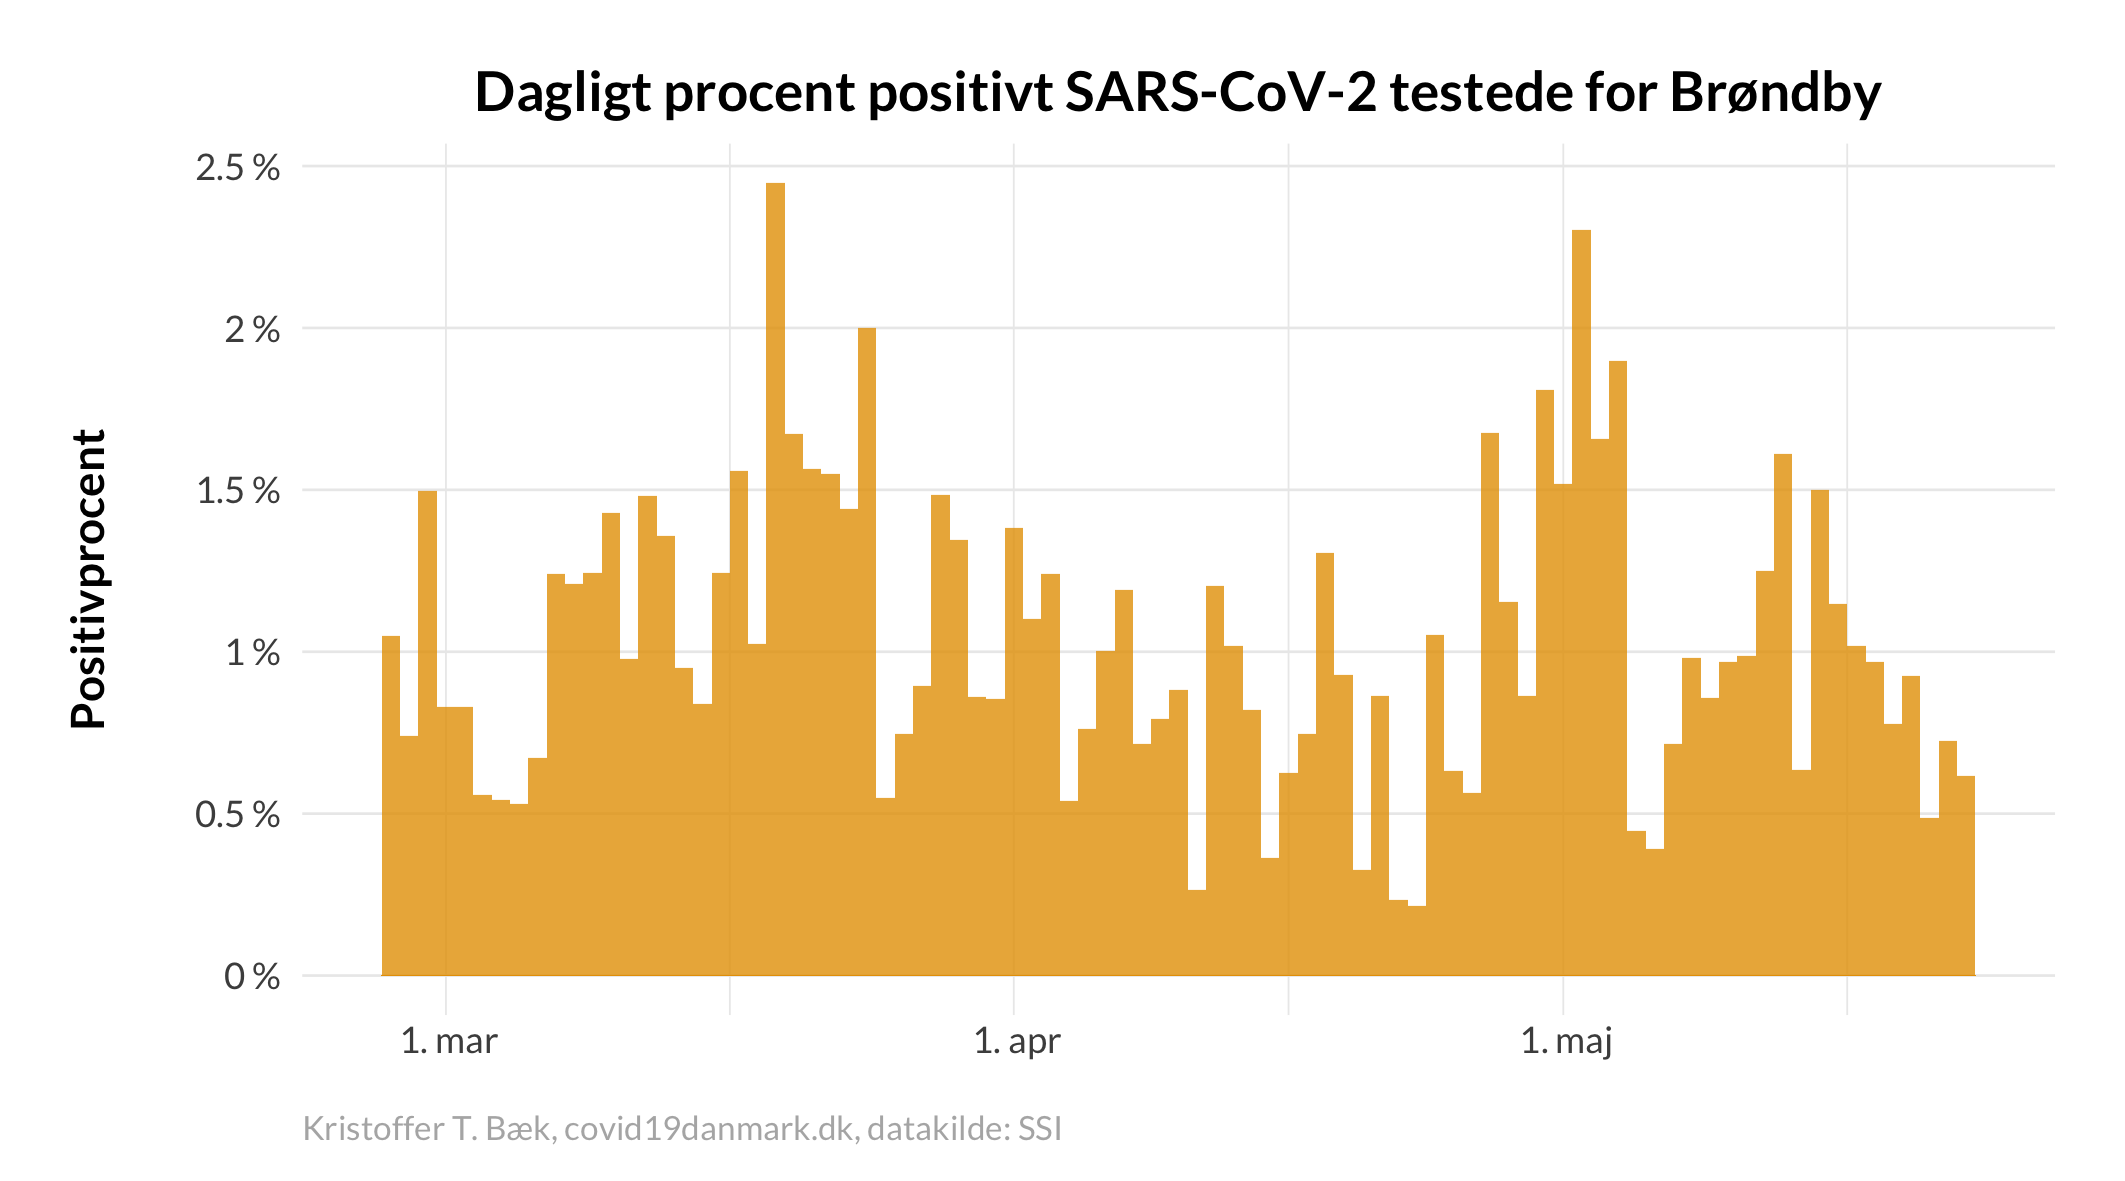 Dagligt procent positivt SARS-CoV-2 testede for Brøndby
Positivprocent
2.5 %
2 %
1.5 %
1 %
0.5 %
0 %
1. mar
1. apr
1. maj
Kristoffer T. Bæk, covid19danmark.dk, datakilde: SSI